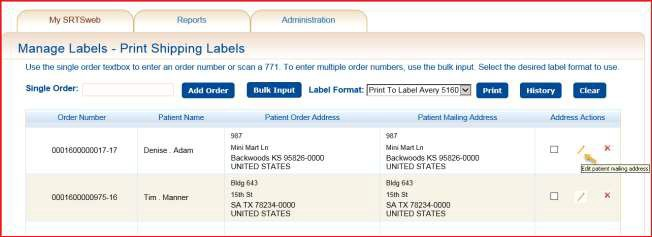 My SRTSweb Reports Administration
Manage Labels - Print Shipping Labels
Use the single order textbox to enter an order number or scan a 771. To enter multiple order numbers, use the bulk input. Select the desired label format to use.
Single Order: Add Order Bulk Input Label Format: Print To Label Avery 5160 Print History Clear
Order Number Patient Name Patient Order Address Patient Mailing Address Address Actions
987 987
0001600000017-17 Denise . Adam Mini Mart Ln Mini Mart Ln
Backwoods KS 95826-0000 Backwoods KS 95826-0000
UNITED STATES UNITED STATES
Edit patient mailing address
Bldg 643 Bldg 643
0001600000975-16 Tim . Manner 15th St 15th St
SA TX 78234-0000 SA TX 78234-0000
UNITED STATES UNITED STATES